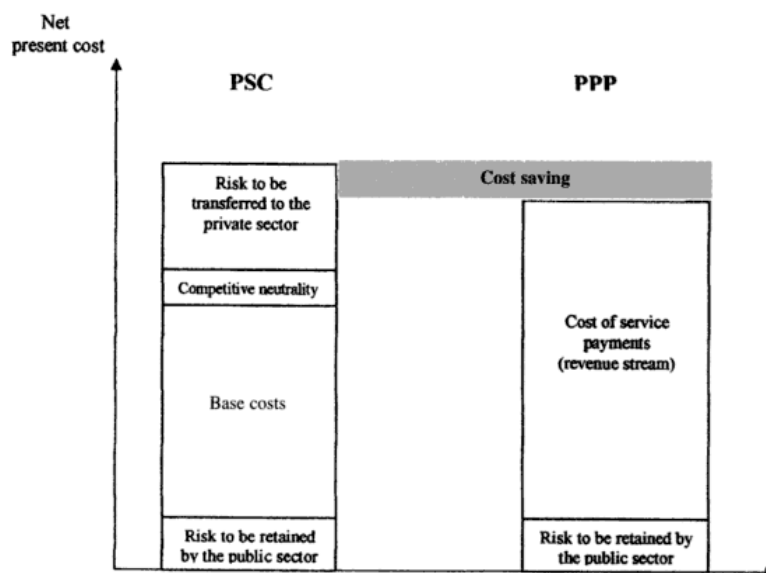 Net
present cost
PSC
PPP
Risk to be
transferred to the
private sector
Cost saving
Competitive neutrality
Cost of service
payments
(revenue stream)
Base costs
Risk to be retained
by the public sector
Risk to be retained by
the public sector